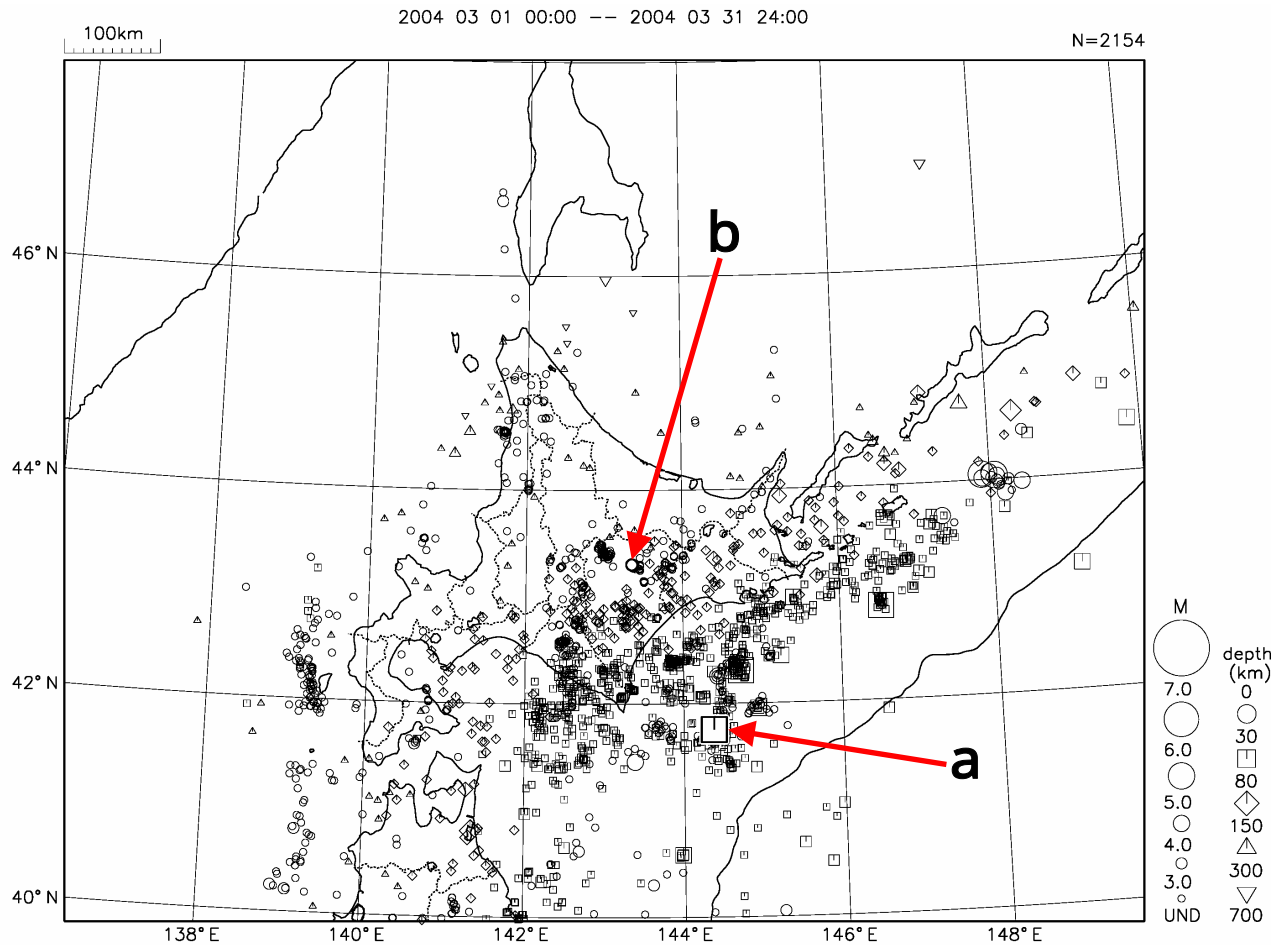 2004 03 01 00:00 -- 2004 03 31 24:00
100km
N=2154
b
46° N
44° N
42° N
40° N
a
M
7.0
6.0
5.0
4.0
3.0
UND
depth
(km)
0
30
80
150
300
700
138° E
140° E
142° E
144° E
146° E
148° E